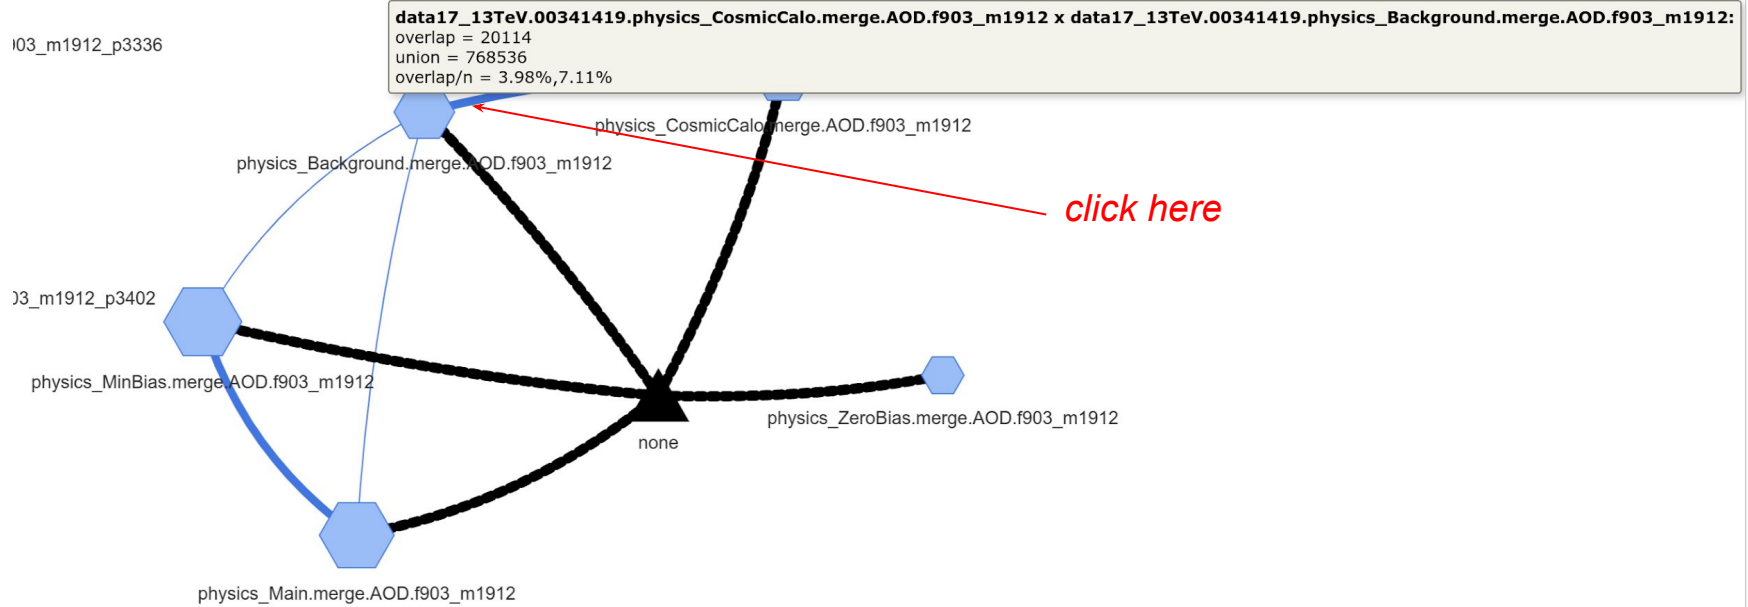 data17_13TeV.00341419.physics_CosmicCalo.merge.AOD.f903_m1912 x data17_13TeV.00341419.physics_Background.merge.AOD.f903_m1912:
overlap = 20114
union = 768536
overlap/n = 3.98%,7.11%
03_m1912_p3336
physics_CosmicCalo.merge.AOD.f903_m1912
physics_Background.merge.AOD.f903_m1912
click here
03_m1912_p3402
physics_MinBias.merge.AOD.f903_m1912
physics_ZeroBias.merge.AOD.f903_m1912
none
physics_Main.merge.AOD.f903_m1912